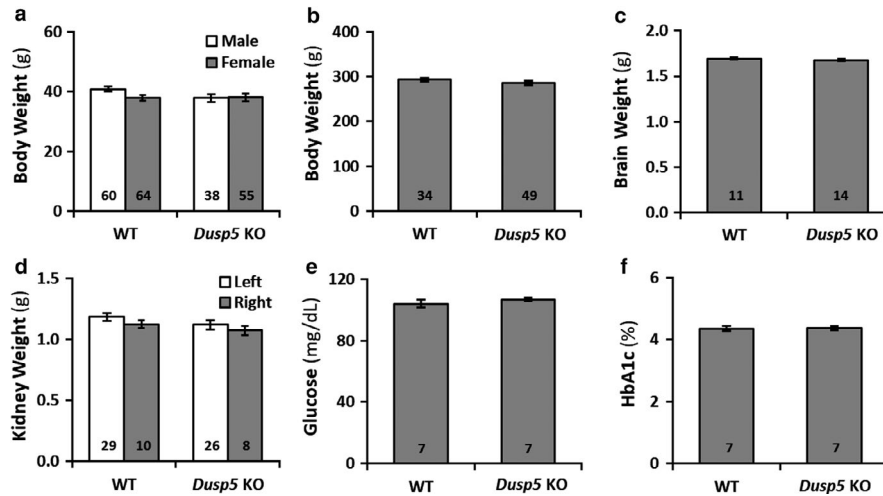 a
Body Weight (g)
60
40
20
0
Male
Female
60
64
38
55
WT
Dusp5 KO
b
Body Weight (g)
400
300
200
100
0
34
49
WT
Dusp5 KO
c
Brain Weight (g)
2.0
1.5
1.0
0.5
0.0
11
14
WT
Dusp5 KO
d
Kidney Weight (g)
1.5
1.0
0.5
0.0
Left
Right
29
10
26
8
WT
Dusp5 KO
e
Glucose (mg/dL)
120
80
40
0
7
7
WT
Dusp5 KO
f
HbA1c (%)
6
4
2
0
7
7
WT
Dusp5 KO